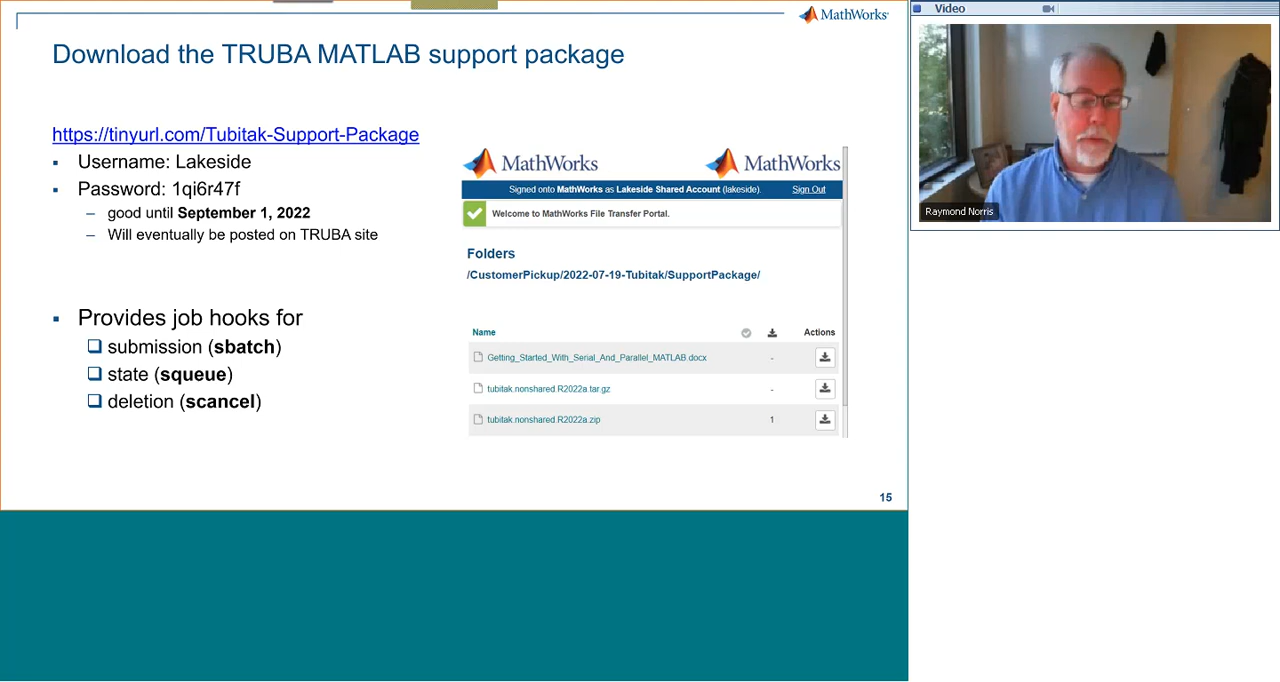 MathWorks
Download the TRUBA MATLAB support package
https://tinyurl.com/Tubitak-Support-Package
▪ Username: Lakeside
▪ Password: 1qi6r47f
– good until September 1, 2022
– Will eventually be posted on TRUBA site
▪ Provides job hooks for
❑ submission (sbatch)
❑ state (squeue)
❑ deletion (scancel)
MathWorks MathWorks
Signed onto MathWorks as Lakeside Shared Account (lakeside). Sign Out
Welcome to MathWorks File Transfer Portal.
Folders
/CustomerPickup/2022-07-19-Tubitak/SupportPackage/
Name Actions
Getting_Started_With_Serial_And_Parallel_MATLAB.docx -
tubitak.nonshared.R2022a.tar.gz -
tubitak.nonshared.R2022a.zip 1
15
Video
Raymond Norris